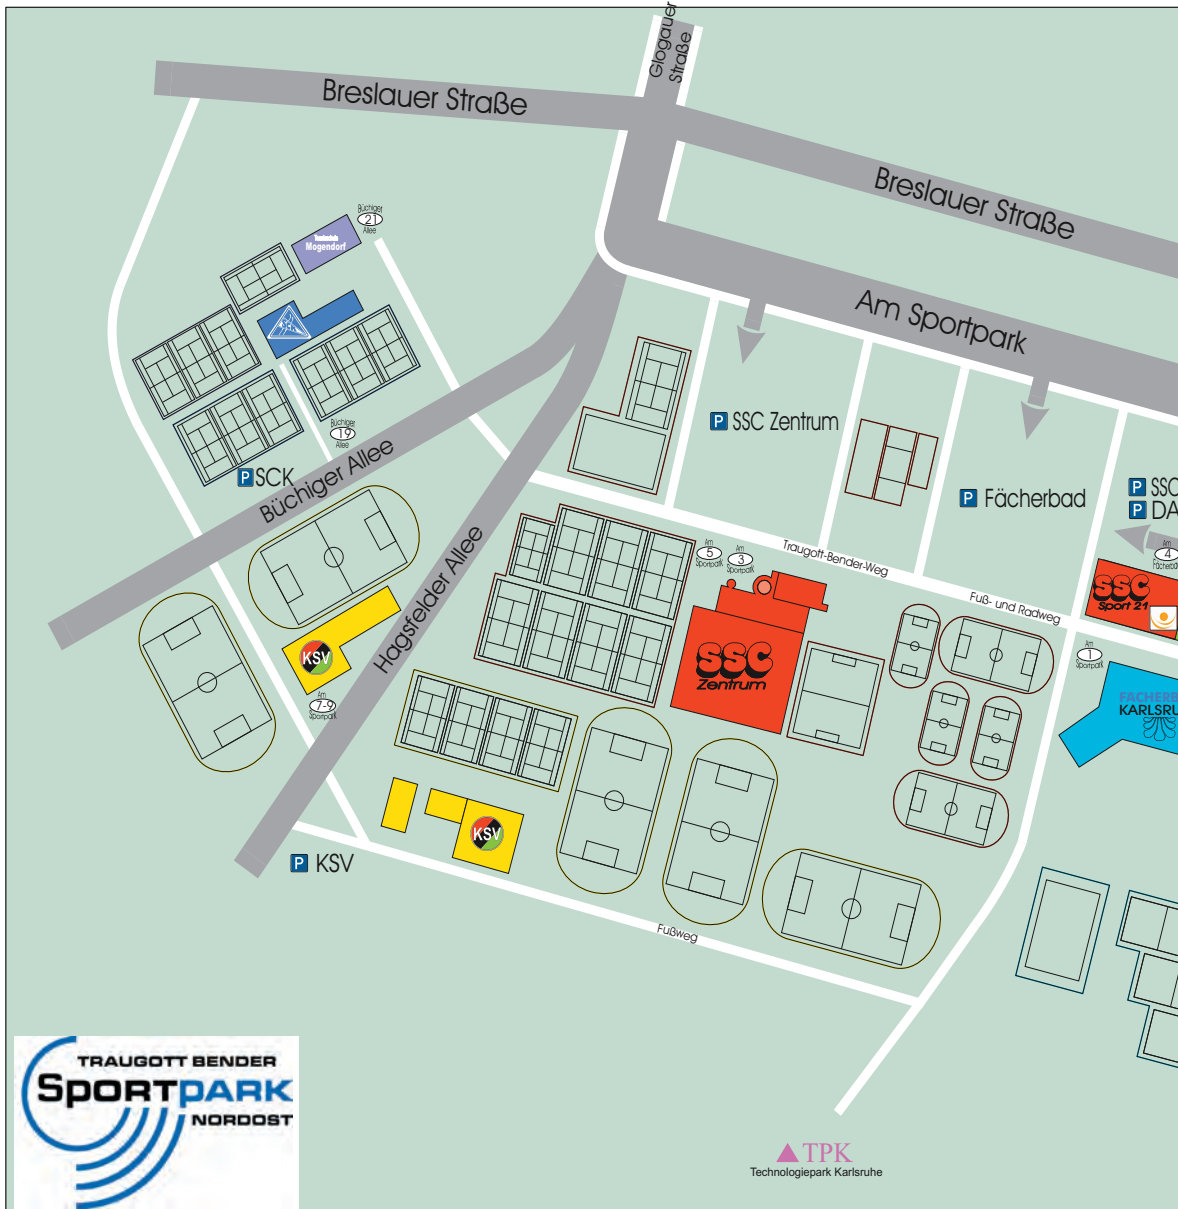 Glogauer
Straße
Breslauer Straße
Breslauer Straße
Büchiger
21
Allee
Mogendorf
Am Sportpark
P SSC Zentrum
Büchiger
19
Allee
P SCK
Büchiger Allee
P Fächerbad
P SSC
P DA
Hagsfelder Allee
Am
5
Sportpark
Am
3
Sportpark
Traugott-Bender-Weg
Am
4
Fächerbad
SSC
Sport 21
Fuß- und Radweg
KSV
SSC
Zentrum
Am
1
Sportpark
Am
7-9
Sportpark
FÄCHERB
KARLSRU
KSV
P KSV
Fußweg
TRAUGOTT BENDER
SPORTPARK
NORDOST
TPK
Technologiepark Karlsruhe